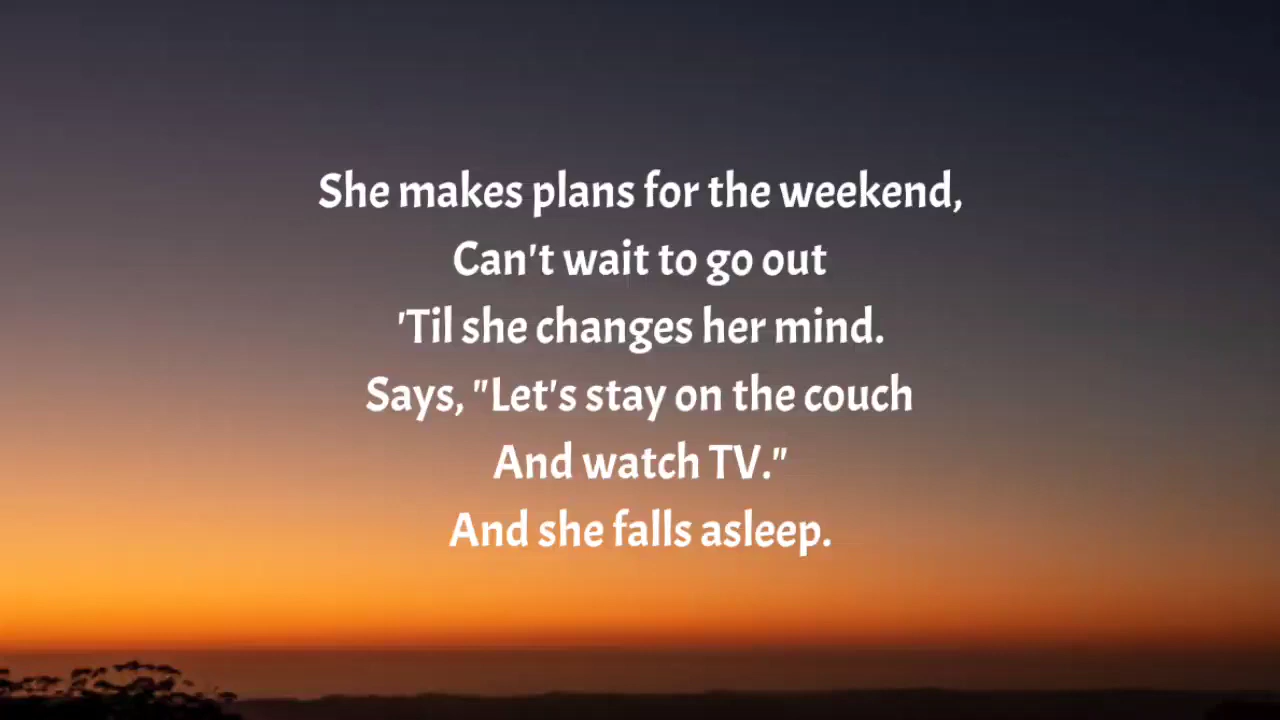 She makes plans for the weekend,
Can't wait to go out
'Til she changes her mind.
Says, "Let's stay on the couch
And watch TV."
And she falls asleep.